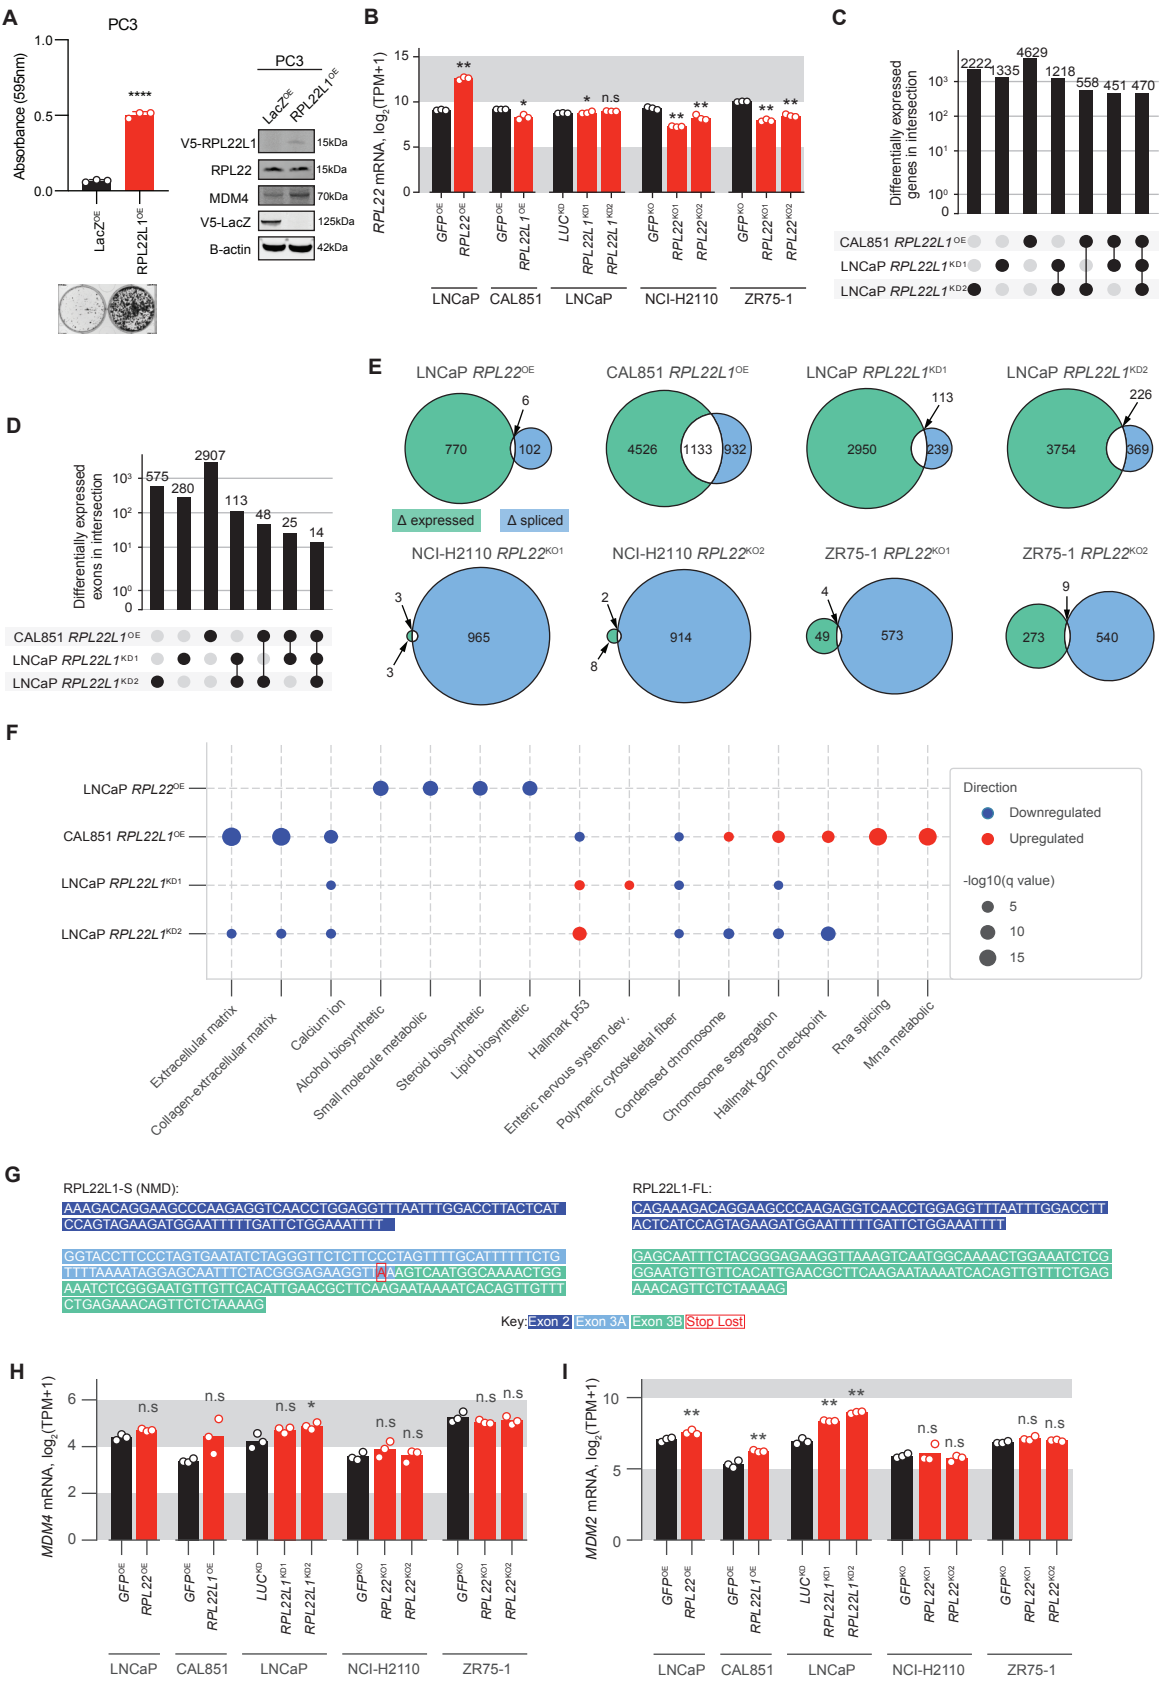 A
PC3
Absorbance (595nm)
1.0
0.5
0.0
****
LacZOE
RPL22L1OE
PC3
LacZOE
RPL22L1OE
V5-RPL22L1
15kDa
RPL22
15kDa
MDM4
70kDa
V5-LacZ
125kDa
B-actin
42kDa
B
RPL22 mRNA, log2(TPM+1)
15
10
5
0
** * * n.s ** ** ** **
GFPOE
RPL22OE
GFPOE
RPL22L1OE
LUCKD
RPL22L1KD1
RPL22L1KD2
GFPKO
RPL22KO1
RPL22KO2
GFPKO
RPL22KO1
RPL22KO2
LNCaP CAL851 LNCaP NCI-H2110 ZR75-1
C
Differentially expressed
genes in intersection
10³
10²
10¹
10⁰
0
2222 1335 4629 1218 558 451 470
CAL851 RPL22L1OE
LNCaP RPL22L1KD1
LNCaP RPL22L1KD2
D
Differentially expressed
exons in intersection
10³
10²
10¹
10⁰
0
575 280 2907 113 48 25 14
CAL851 RPL22L1OE
LNCaP RPL22L1KD1
LNCaP RPL22L1KD2
E
LNCaP RPL22OE
6
770 102
CAL851 RPL22L1OE
4526 1133 932
LNCaP RPL22L1KD1
113
2950 239
LNCaP RPL22L1KD2
226
3754 369
Δ expressed Δ spliced
NCI-H2110 RPL22KO1
3
965
3
NCI-H2110 RPL22KO2
2
914
8
ZR75-1 RPL22KO1
4
49 573
ZR75-1 RPL22KO2
9
273 540
F
LNCaP RPL22OE
CAL851 RPL22L1OE
LNCaP RPL22L1KD1
LNCaP RPL22L1KD2
Direction
Downregulated
Upregulated
-log10(q value)
5
10
15
Extracellular matrix
Collagen-extracellular matrix
Calcium ion
Alcohol biosynthetic
Small molecule metabolic
Steroid biosynthetic
Lipid biosynthetic
Hallmark p53
Enteric nervous system dev.
Polymeric cytoskeletal fiber
Condensed chromosome
Chromosome segregation
Hallmark g2m checkpoint
Rna splicing
Mrna metabolic
G
RPL22L1-S (NMD):
AAAGACAGGAAGCCCAAGAGGTCAACCTGGAGGTTTAATTTGGACCTTACTCAT
CCAGTAGAAGATGGAATTTTTGATTCTGGAAATTTT
GGTACCTTCCCTAGTGAATATCTAGGGTTCTCTTCCCTAGTTTTGCATTTTTTCTG
TTTTAAAATAGGAGCAATTTCTACGGGAGAAGGTTAAAGTCAATGGCAAAACTGG
AAATCTCGGGAATGTTGTTCACATTGAACGCTTCAAGAATAAAATCACAGTTGTTT
CTGAGAAACAGTTCTCTAAAAG
RPL22L1-FL:
CAGAAAGACAGGAAGCCCAAGAGGTCAACCTGGAGGTTTAATTTGGACCTT
ACTCATCCAGTAGAAGATGGAATTTTTGATTCTGGAAATTTT
GAGCAATTTCTACGGGAGAAGGTTAAAGTCAATGGCAAAACTGGAAATCTCG
GGAATGTTGTTCACATTGAACGCTTCAAGAATAAAATCACAGTTGTTTCTGAG
AAACAGTTCTCTAAAAG
Key: Exon 2 Exon 3A Exon 3B Stop Lost
H
MDM4 mRNA, log2(TPM+1)
6
4
2
0
n.s n.s n.s * n.s n.s n.s n.s
GFPOE
RPL22OE
GFPOE
RPL22L1OE
LUCKD
RPL22L1KD1
RPL22L1KD2
GFPKO
RPL22KO1
RPL22KO2
GFPKO
RPL22KO1
RPL22KO2
LNCaP CAL851 LNCaP NCI-H2110 ZR75-1
I
MDM2 mRNA, log2(TPM+1)
10
5
0
** ** ** ** n.s n.s n.s n.s
GFPOE
RPL22OE
GFPOE
RPL22L1OE
LUCKD
RPL22L1KD1
RPL22L1KD2
GFPKO
RPL22KO1
RPL22KO2
GFPKO
RPL22KO1
RPL22KO2
LNCaP CAL851 LNCaP NCI-H2110 ZR75-1